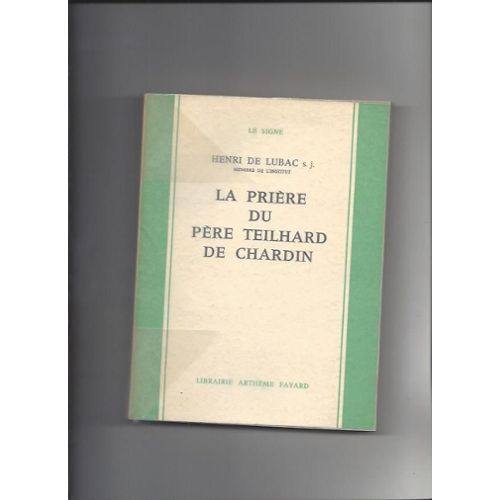 LE SIGNE
HENRI DE LUBAC s. j.
MEMBRE DE L'INSTITUT
LA PRIÈRE
DU
PÈRE TEILHARD
DE CHARDIN
LIBRAIRIE ARTHÈME FAYARD